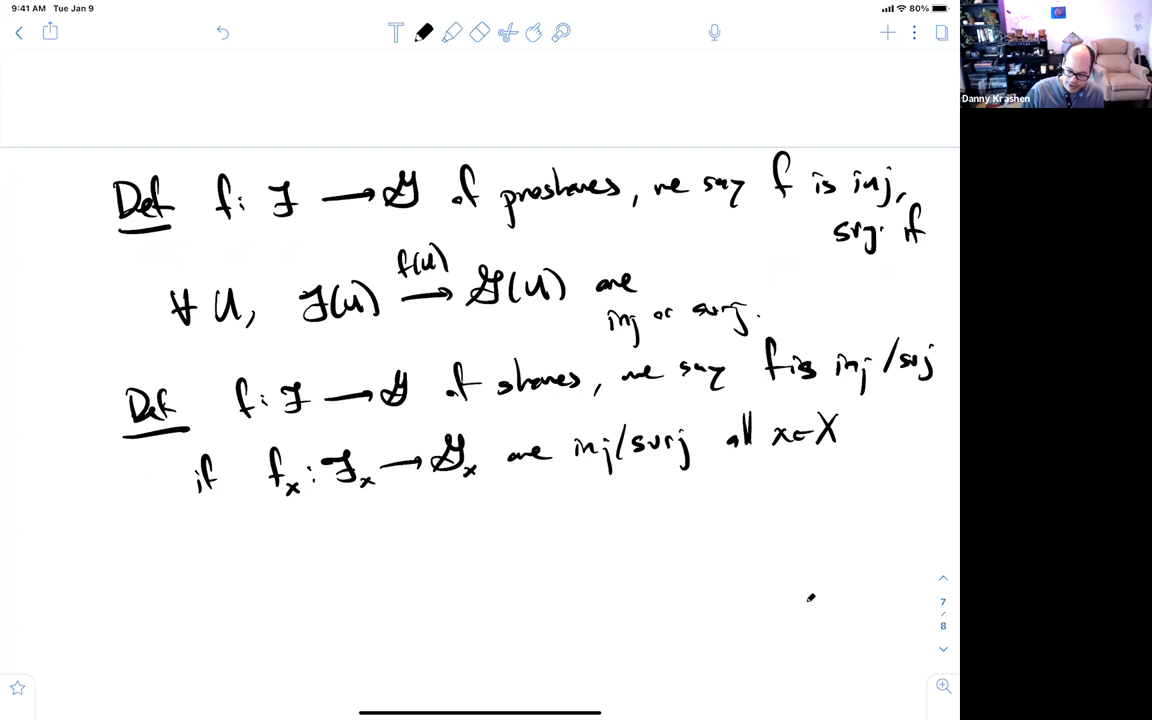 9:41 AM Tue Jan 9
80%
Danny Krashen
Def f: F → G of presheaves, we say f is inj,
surj. if
∀ U, F(U) f(U) → G(U) are
inj or surj.
Def f: F → G of sheaves, we say f is inj/surj
if fₓ: Fₓ → Gₓ are inj/surj all x∈X
7
/
8